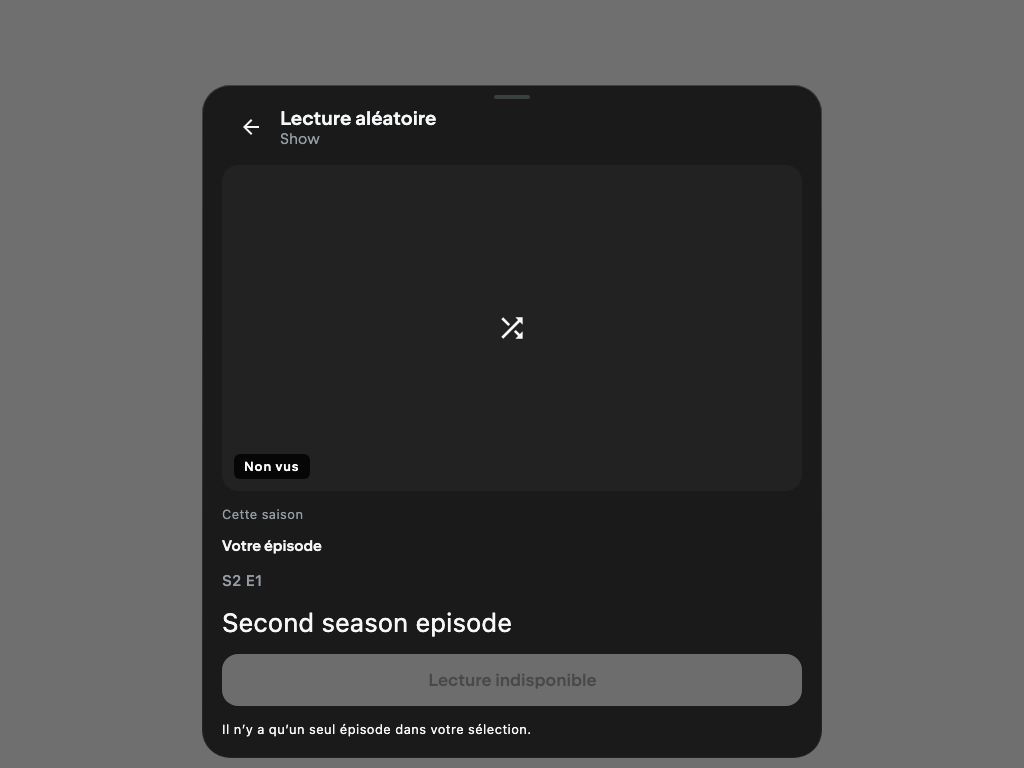 Lecture aléatoire
Show
Non vus
Cette saison
Votre épisode
S2 E1
Second season episode
Lecture indisponible
Il n’y a qu’un seul épisode dans votre sélection.